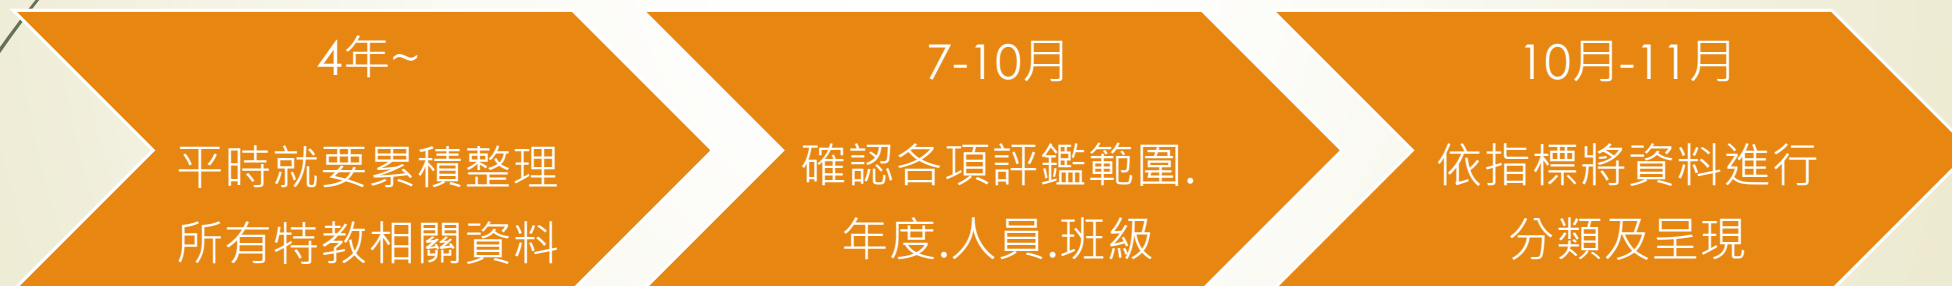 4年~
平時就要累積整理
所有特教相關資料
7-10月
確認各項評鑑範圍.
年度.人員.班級
10月-11月
依指標將資料進行
分類及呈現